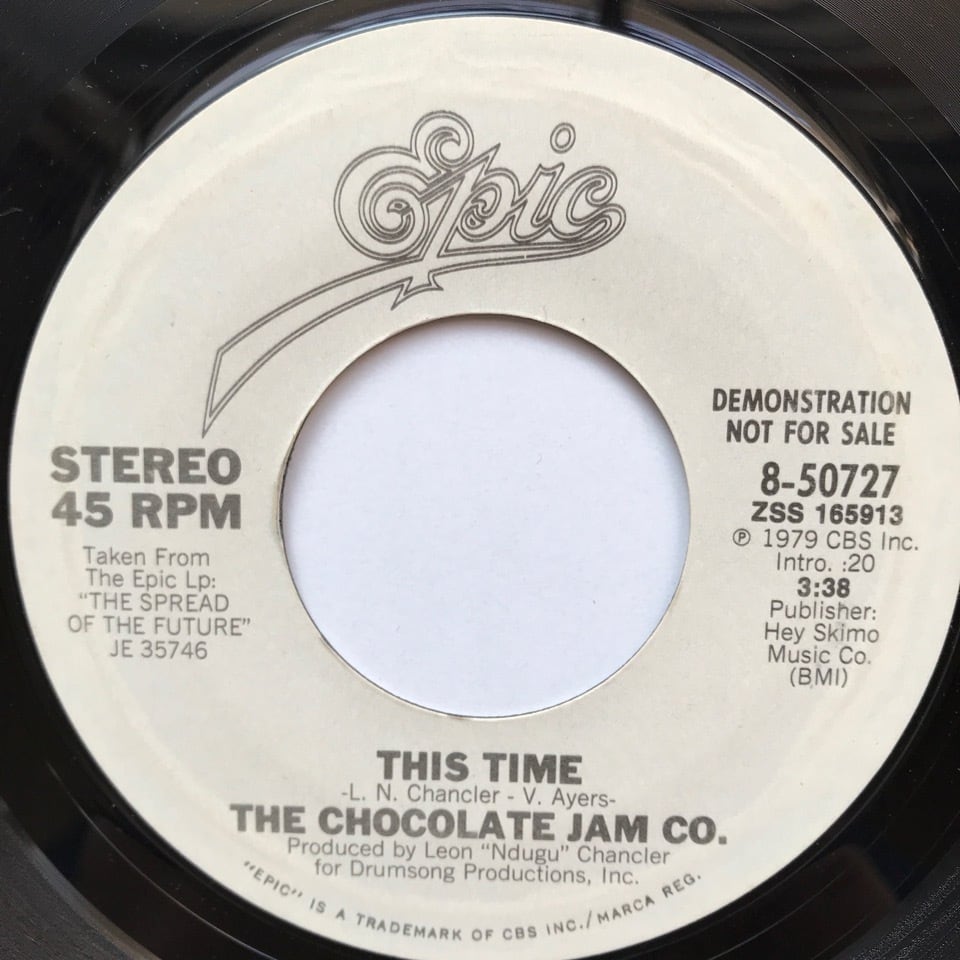 Epic
STEREO
45 RPM
Taken From
The Epic Lp:
"THE SPREAD
OF THE FUTURE"
JE 35746
DEMONSTRATION
NOT FOR SALE
8-50727
ZSS 165913
℗ 1979 CBS Inc.
Intro. :20
3:38
Publisher:
Hey Skimo
Music Co.
(BMI)
THIS TIME
-L. N. Chancler - V. Ayers-
THE CHOCOLATE JAM CO.
Produced by Leon "Ndugu" Chancler
for Drumsong Productions, Inc.
"EPIC" IS A TRADEMARK OF CBS INC./MARCA REG.